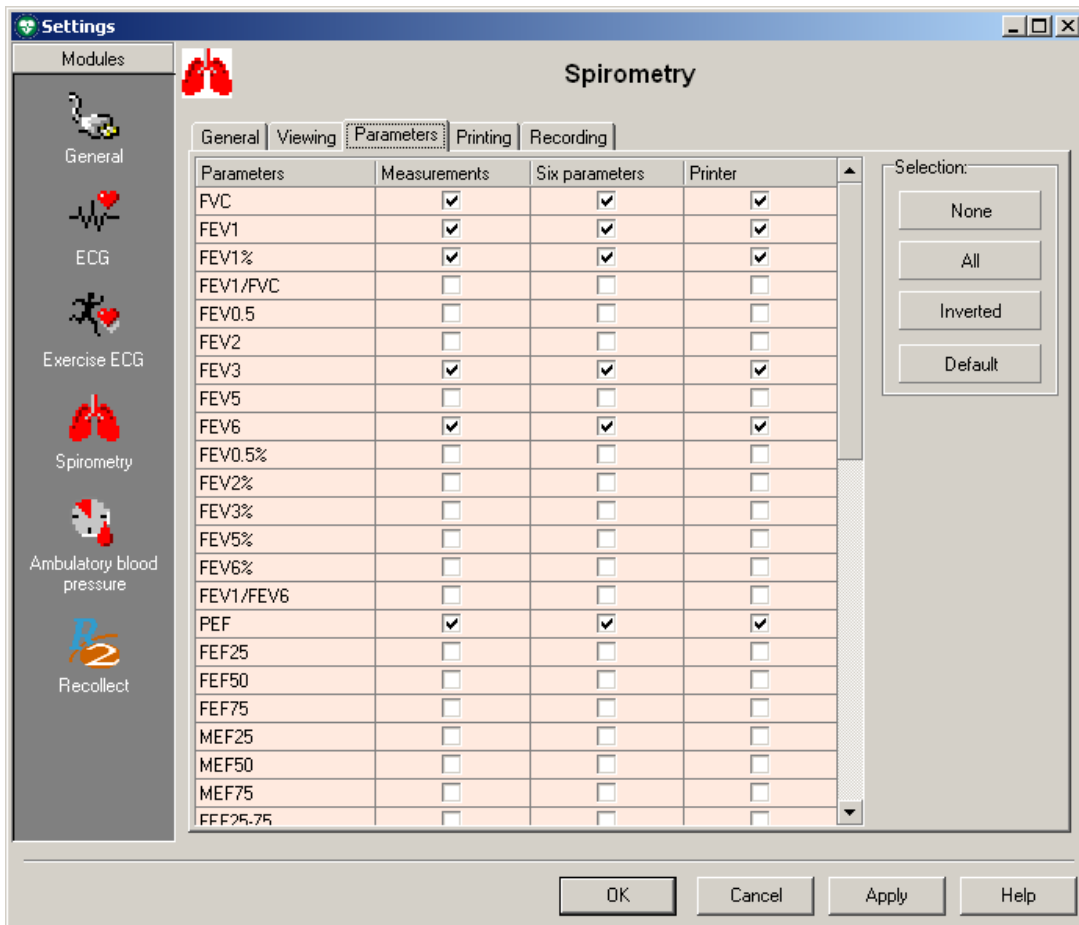 Settings
Modules
General
ECG
Exercise ECG
Spirometry
Ambulatory blood
pressure
Recollect
Spirometry
General Viewing Parameters Printing Recording
Parameters Measurements Six parameters Printer
FVC
FEV1
FEV1%
FEV1/FVC
FEV0.5
FEV2
FEV3
FEV5
FEV6
FEV0.5%
FEV2%
FEV3%
FEV5%
FEV6%
FEV1/FEV6
PEF
FEF25
FEF50
FEF75
MEF25
MEF50
MEF75
FEF25-75
Selection:
None
All
Inverted
Default
OK Cancel Apply Help